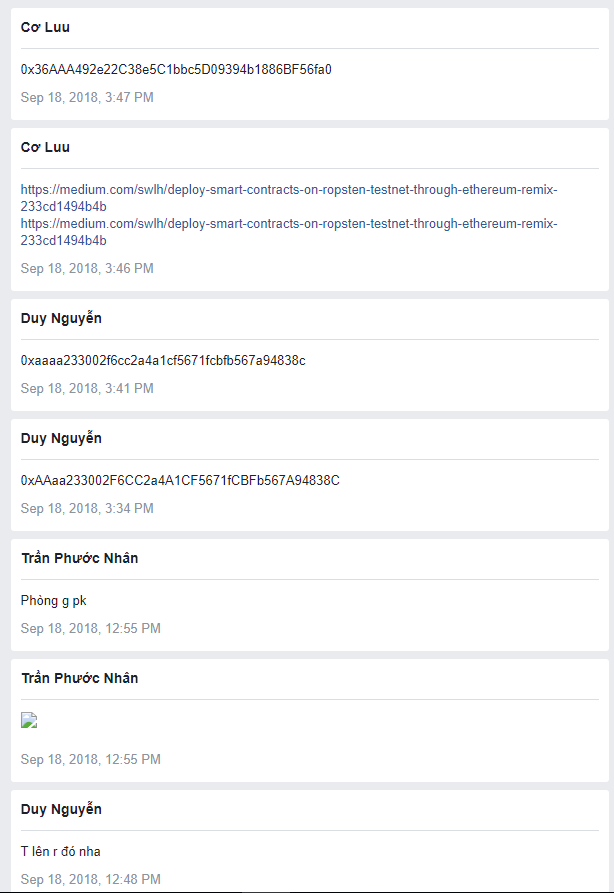 Cơ Luu
0x36AAA492e22C38e5C1bbc5D09394b1886BF56fa0
Sep 18, 2018, 3:47 PM
Cơ Luu
https://medium.com/swlh/deploy-smart-contracts-on-ropsten-testnet-through-ethereum-remix-
233cd1494b4b
https://medium.com/swlh/deploy-smart-contracts-on-ropsten-testnet-through-ethereum-remix-
233cd1494b4b
Sep 18, 2018, 3:46 PM
Duy Nguyễn
0xaaaa233002f6cc2a4a1cf5671fcbfb567a94838c
Sep 18, 2018, 3:41 PM
Duy Nguyễn
0xAAaa233002F6CC2a4A1CF5671fCBFb567A94838C
Sep 18, 2018, 3:34 PM
Trần Phước Nhân
Phòng g pk
Sep 18, 2018, 12:55 PM
Trần Phước Nhân
Sep 18, 2018, 12:55 PM
Duy Nguyễn
T lên r đó nha
Sep 18, 2018, 12:48 PM